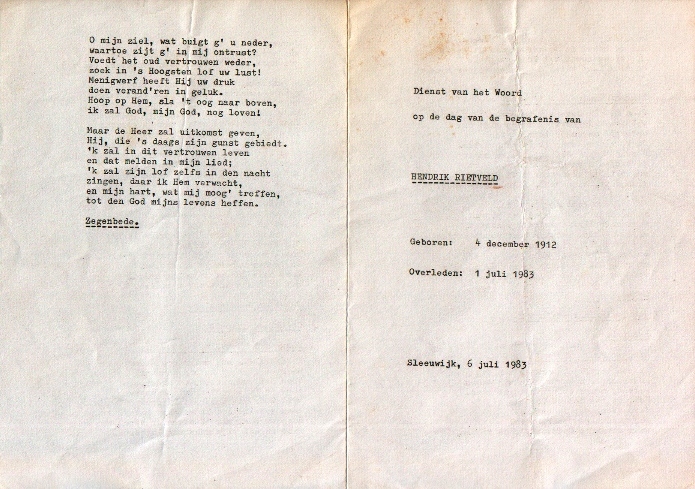 O mijn ziel, wat buigt g' u neder,
waartoe zijt g' in mij ontrust?
Voedt het oud vertrouwen weder,
zoek in 's Hoogsten lof uw lust!
Menigwerf heeft Hij uw druk
doen verand'ren in geluk.
Hoop op Hem, sla 't oog naar boven,
ik zal God, mijn God, nog loven!
Maar de Heer zal uitkomst geven,
Hij, die 's daags zijn gunst gebiedt.
'k zal in dit vertrouwen leven
en dat melden in mijn lied;
'k zal zijn lof zelfs in den nacht
zingen, daar ik Hem verwacht,
en mijn hart, wat mij moog' treffen,
tot den God mijns levens heffen.
Zegenbede.
Dienst van het Woord
op de dag van de begrafenis van
HENDRIK RIETVELD
Geboren: 4 december 1912
Overleden: 1 juli 1983
Sleeuwijk, 6 juli 1983